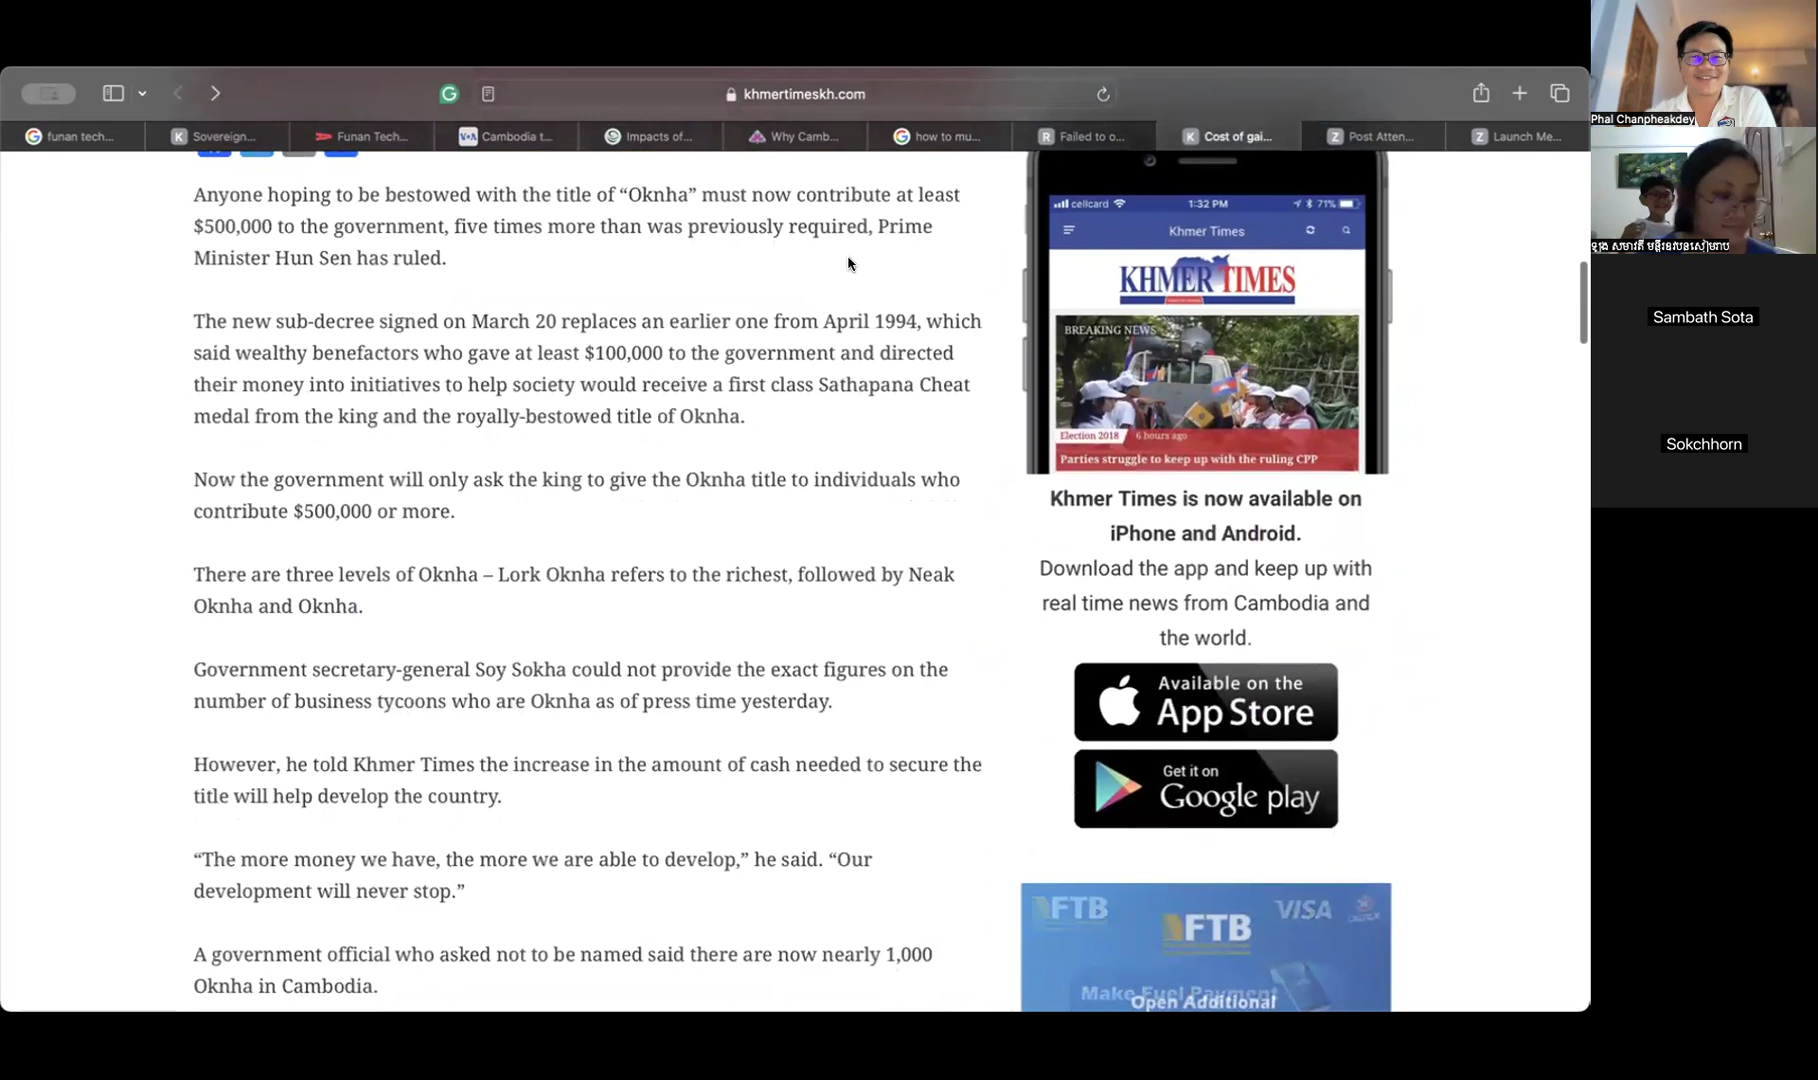 khmertimeskh.com
funan tech...
Sovereign...
Funan Tech...
VOA
Cambodia t...
Impacts of...
Why Camb...
how to mu...
Failed to o...
Cost of gai...
Post Atten...
Launch Me...
Anyone hoping to be bestowed with the title of “Oknha” must now contribute at least
$500,000 to the government, five times more than was previously required, Prime
Minister Hun Sen has ruled.
The new sub-decree signed on March 20 replaces an earlier one from April 1994, which
said wealthy benefactors who gave at least $100,000 to the government and directed
their money into initiatives to help society would receive a first class Sathapana Cheat
medal from the king and the royally-bestowed title of Oknha.
Now the government will only ask the king to give the Oknha title to individuals who
contribute $500,000 or more.
There are three levels of Oknha – Lork Oknha refers to the richest, followed by Neak
Oknha and Oknha.
Government secretary-general Soy Sokha could not provide the exact figures on the
number of business tycoons who are Oknha as of press time yesterday.
However, he told Khmer Times the increase in the amount of cash needed to secure the
title will help develop the country.
“The more money we have, the more we are able to develop,” he said. “Our
development will never stop.”
A government official who asked not to be named said there are now nearly 1,000
Oknha in Cambodia.
cellcard 1:32 PM 71%
Khmer Times
KHMER TIMES
BREAKING NEWS
Election 2018 6 hours ago
Parties struggle to keep up with the ruling CPP
Khmer Times is now available on
iPhone and Android.
Download the app and keep up with
real time news from Cambodia and
the world.
Available on the
App Store
Get it on
Google play
FTB
FTB
VISA
Make Fuel Payment
Open Additional
Phal Chanpheakdey
Sambath Sota
Sokchhorn